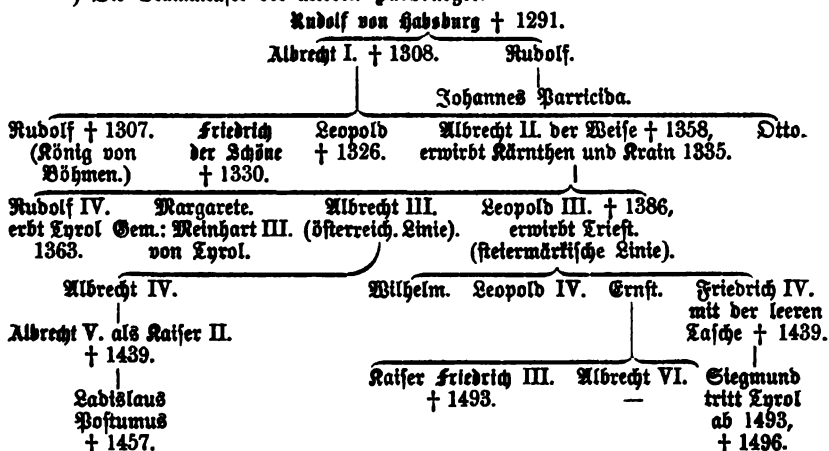 Rudolf von Habsburg † 1291.
Albrecht I. † 1308. Rudolf.
Johannes Parricida.
Rudolf † 1307. Friedrich Leopold Albrecht II. der Weise † 1358, Otto.
(König von der Schöne † 1326. erwirbt Kärnthen und Krain 1335.
Böhmen.) † 1330.
Rudolf IV. Margarete. Albrecht III. Leopold III. † 1386,
erbt Tyrol Gem.: Meinhart III. (österreich. Linie). erwirbt Triest.
1363. von Tyrol. (steiermärkische Linie).
Albrecht IV. Wilhelm. Leopold IV. Ernst. Friedrich IV.
mit der leeren
Albrecht V. als Kaiser II. Tasche † 1439.
† 1439.
Kaiser Friedrich III. Albrecht VI. Siegmund
Ladislaus † 1493. — tritt Tyrol
Postumus ab 1493,
† 1457. † 1496.